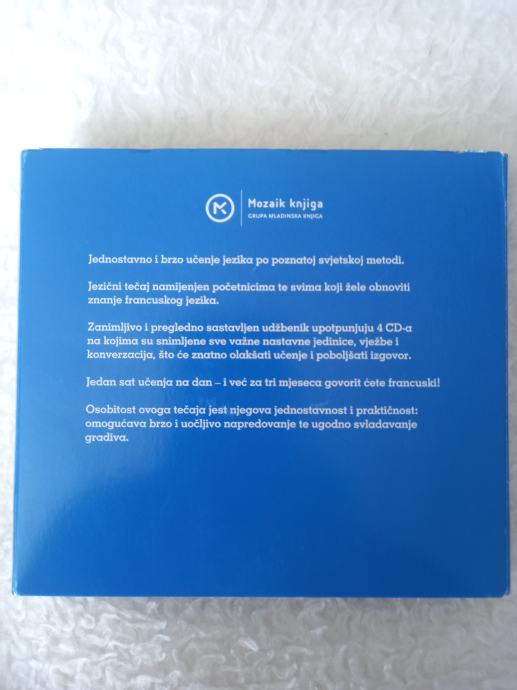 Mozaik knjiga
GRUPA MLADINSKA KNJIGA
Jednostavno i brzo učenje jezika po poznatoj svjetskoj metodi.
Jezični tečaj namijenjen početnicima te svima koji žele obnoviti
znanje francuskog jezika.
Zanimljivo i pregledno sastavljen udžbenik upotpunjuju 4 CD-a
na kojima su snimljene sve važne nastavne jedinice, vježbe i
konverzacija, što će znatno olakšati učenje i poboljšati izgovor.
Jedan sat učenja na dan – i već za tri mjeseca govorit ćete francuski!
Osobitost ovoga tečaja jest njegova jednostavnost i praktičnost:
omogućava brzo i uočljivo napredovanje te ugodno svladavanje
gradiva.